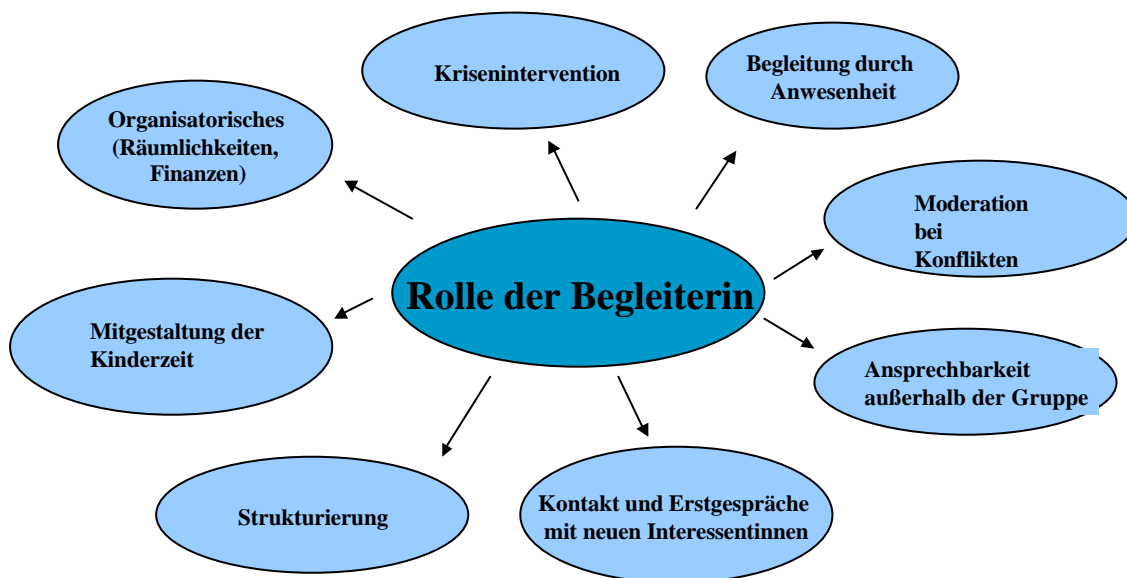 Krisenintervention
Begleitung durch
Anwesenheit
Organisatorisches
(Räumlichkeiten,
Finanzen)
Moderation
bei
Konflikten
Rolle der Begleiterin
Mitgestaltung der
Kinderzeit
Ansprechbarkeit
außerhalb der Gruppe
Strukturierung
Kontakt und Erstgespräche
mit neuen Interessentinnen